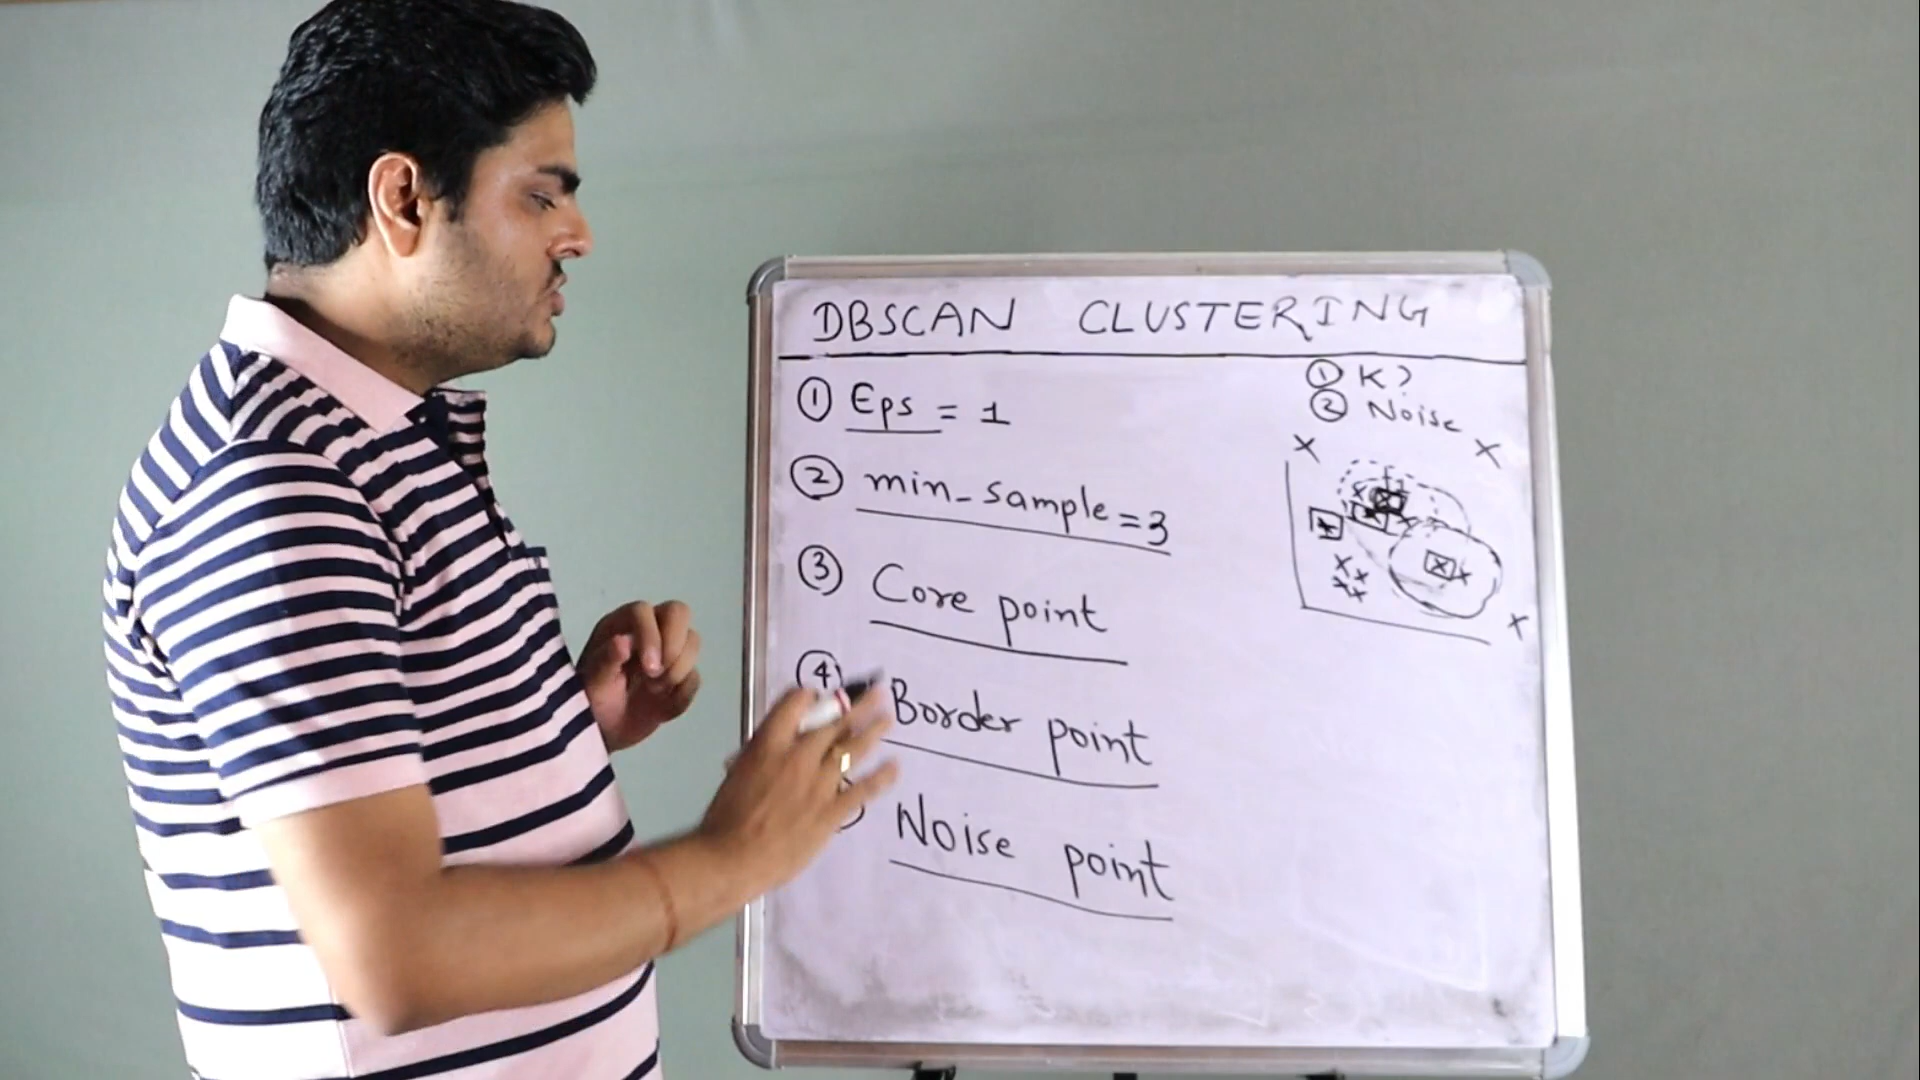 DBSCAN CLUSTERING
① Eps = 1
② min_sample = 3
③ Core point
④ Border point
Noise point
① K?
② Noise